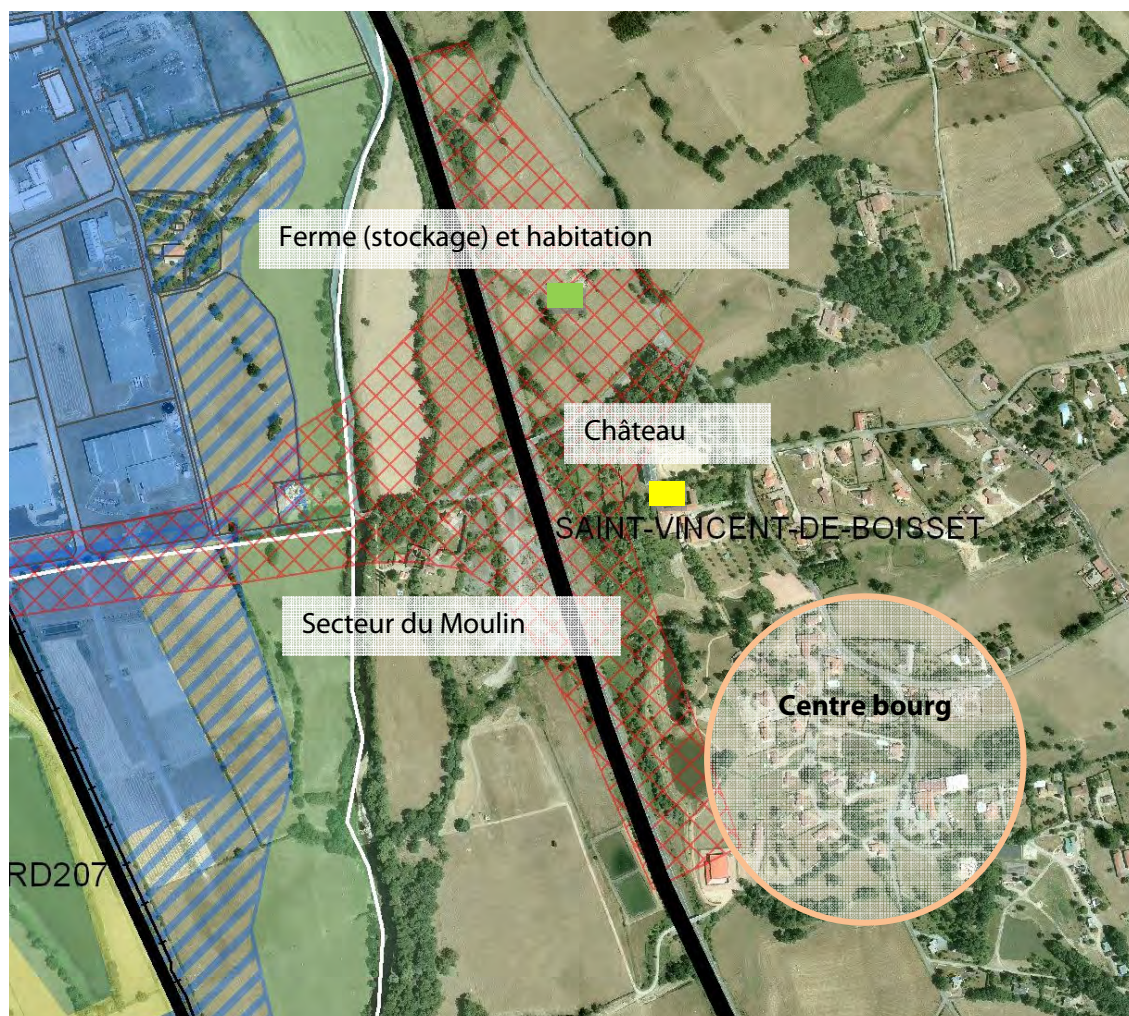 Ferme (stockage) et habitation
Château
SAINT-VINCENT-DE-BOISSET
Secteur du Moulin
Centre bourg
RD207